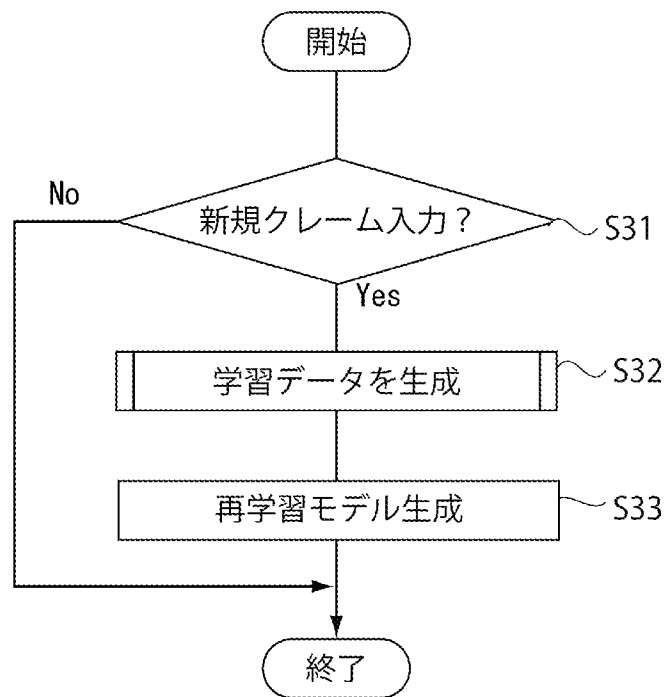 開始
No
新規クレーム入力?
S31
Yes
学習データを生成
S32
再学習モデル生成
S33
終了